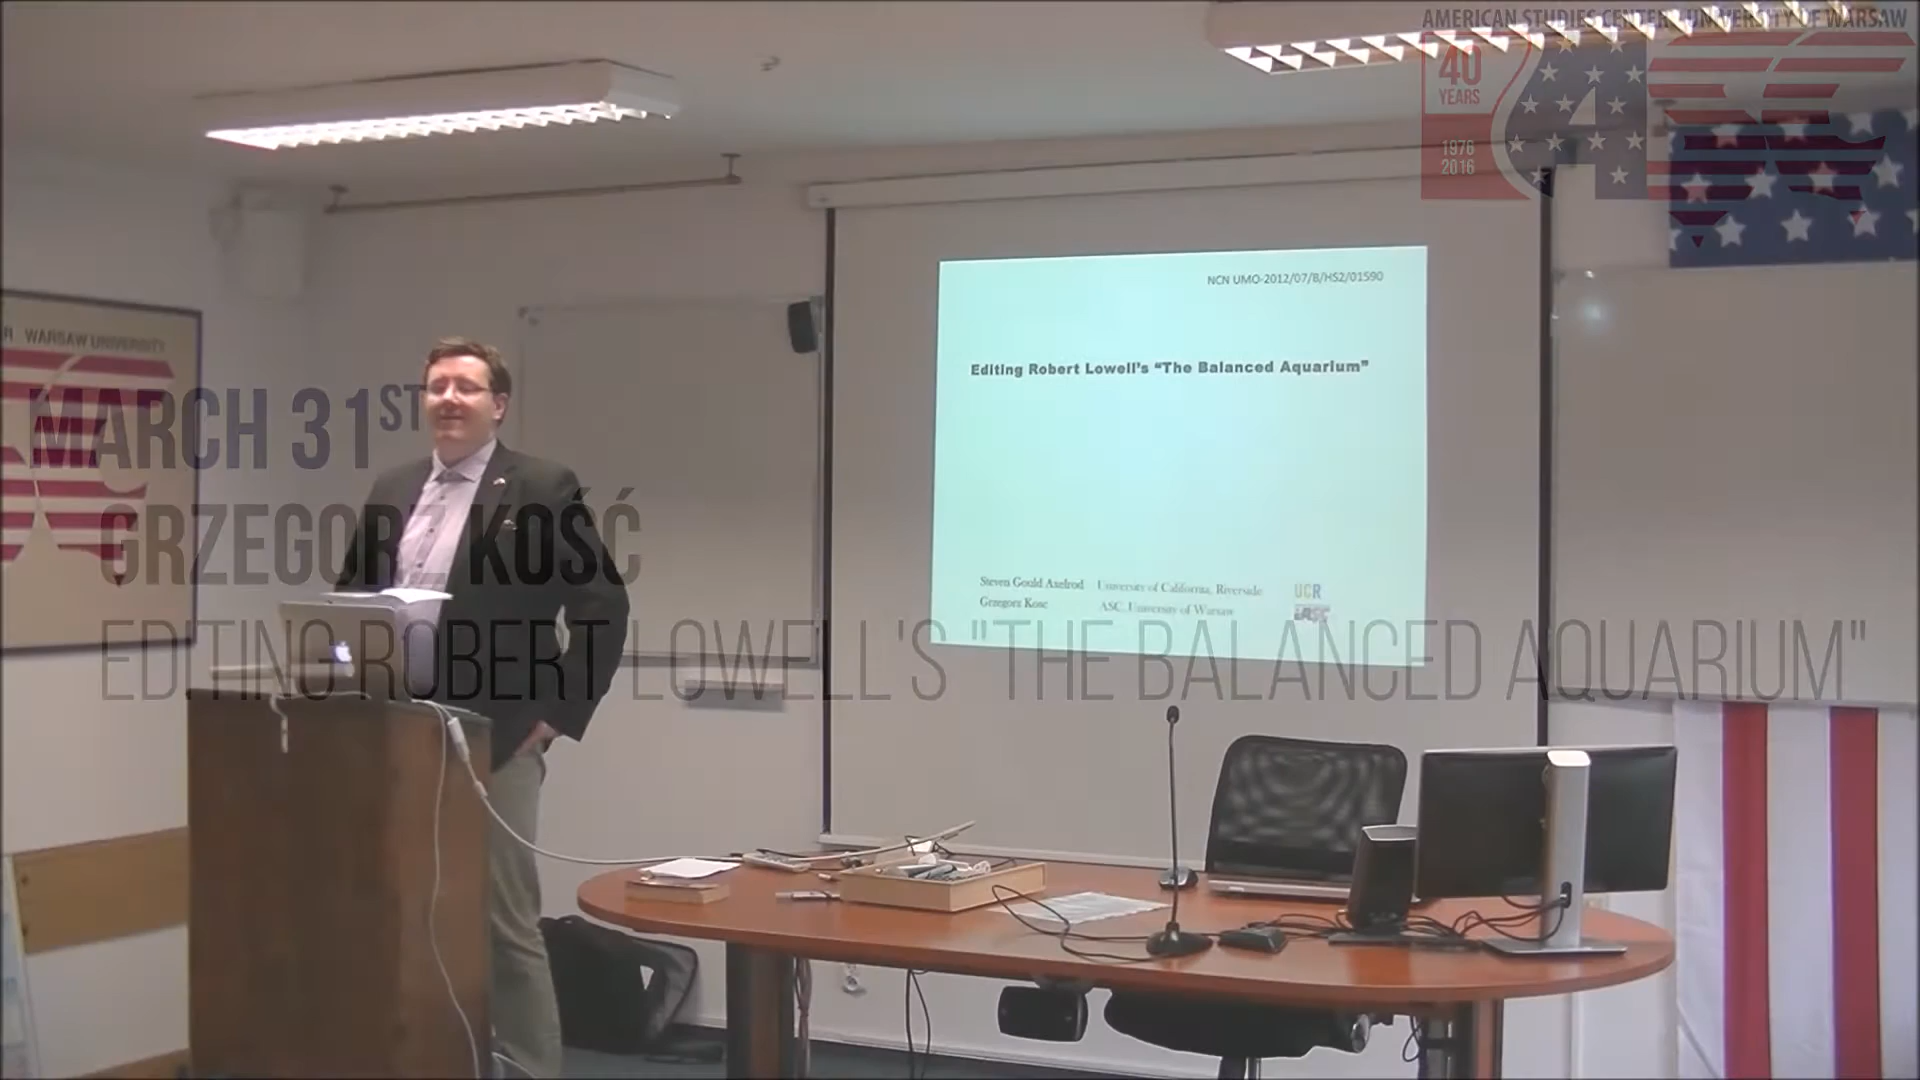 AMERICAN STUDIES CENTER, UNIVERSITY OF WARSAW
40
YEARS
1976
2016
NCN UMO-2012/07/B/HS2/01590
WARSAW UNIVERSITY
Editing Robert Lowell's “The Balanced Aquarium”
MARCH 31ST
GRZEGORZ KOŚĆ
Steven Gould Axelrod University of California, Riverside UCR
Grzegorz Kosc ASC, University of Warsaw
EDITING ROBERT LOWELL'S "THE BALANCED AQUARIUM"